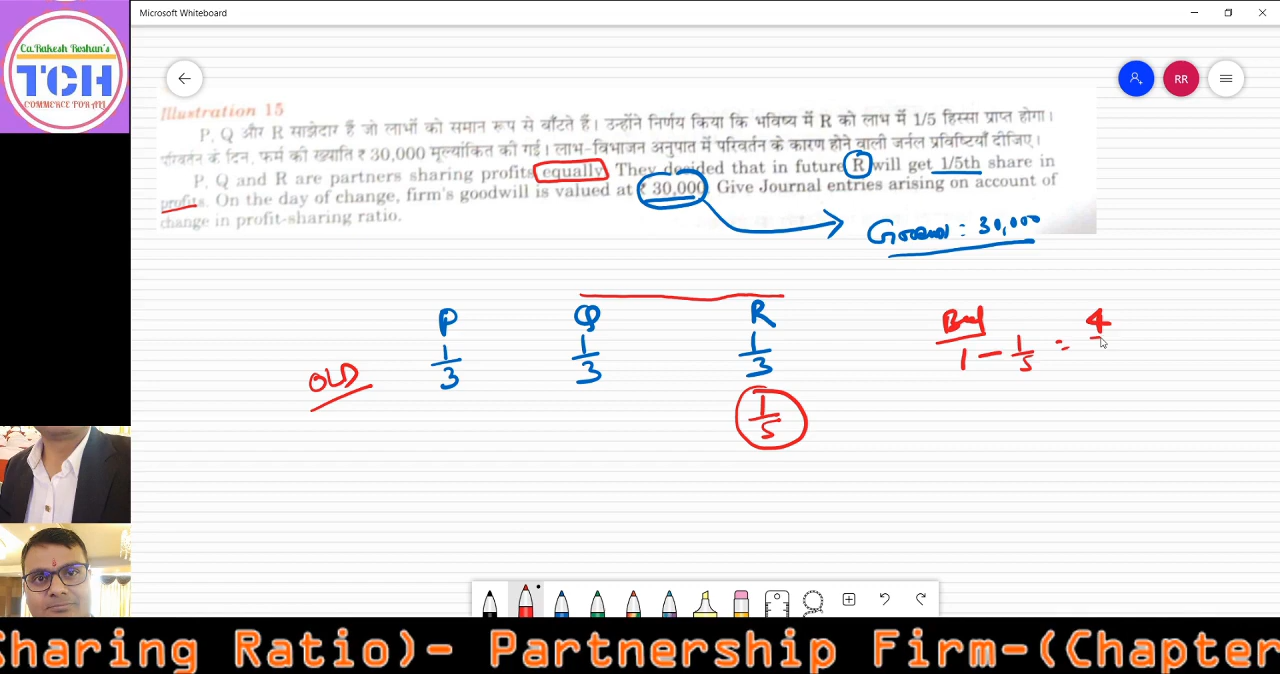 Microsoft Whiteboard
Ca.Rakesh Roshan's
TCH
COMMERCE FOR ALL
RR
Illustration 15
P, Q और R साझेदार हैं जो लाभों को समान रूप से बाँटते हैं। उन्होंने निर्णय किया कि भविष्य में R को लाभ में 1/5 हिस्सा प्राप्त होगा।
परिवर्तन के दिन, फर्म की ख्याति ₹ 30,000 मूल्यांकित की गई। लाभ-विभाजन अनुपात में परिवर्तन के कारण होने वाली जर्नल प्रविष्टियाँ दीजिए।
P, Q and R are partners sharing profits equally. They decided that in future R will get 1/5th share in
profits. On the day of change, firm's goodwill is valued at ₹ 30,000. Give Journal entries arising on account of
change in profit-sharing ratio.
= 30,000
P Q R
OLD 1/3 1/3 1/3
1/5
1 - 1/5 = 4
Sharing Ratio)- Partnership Firm-(Chapter